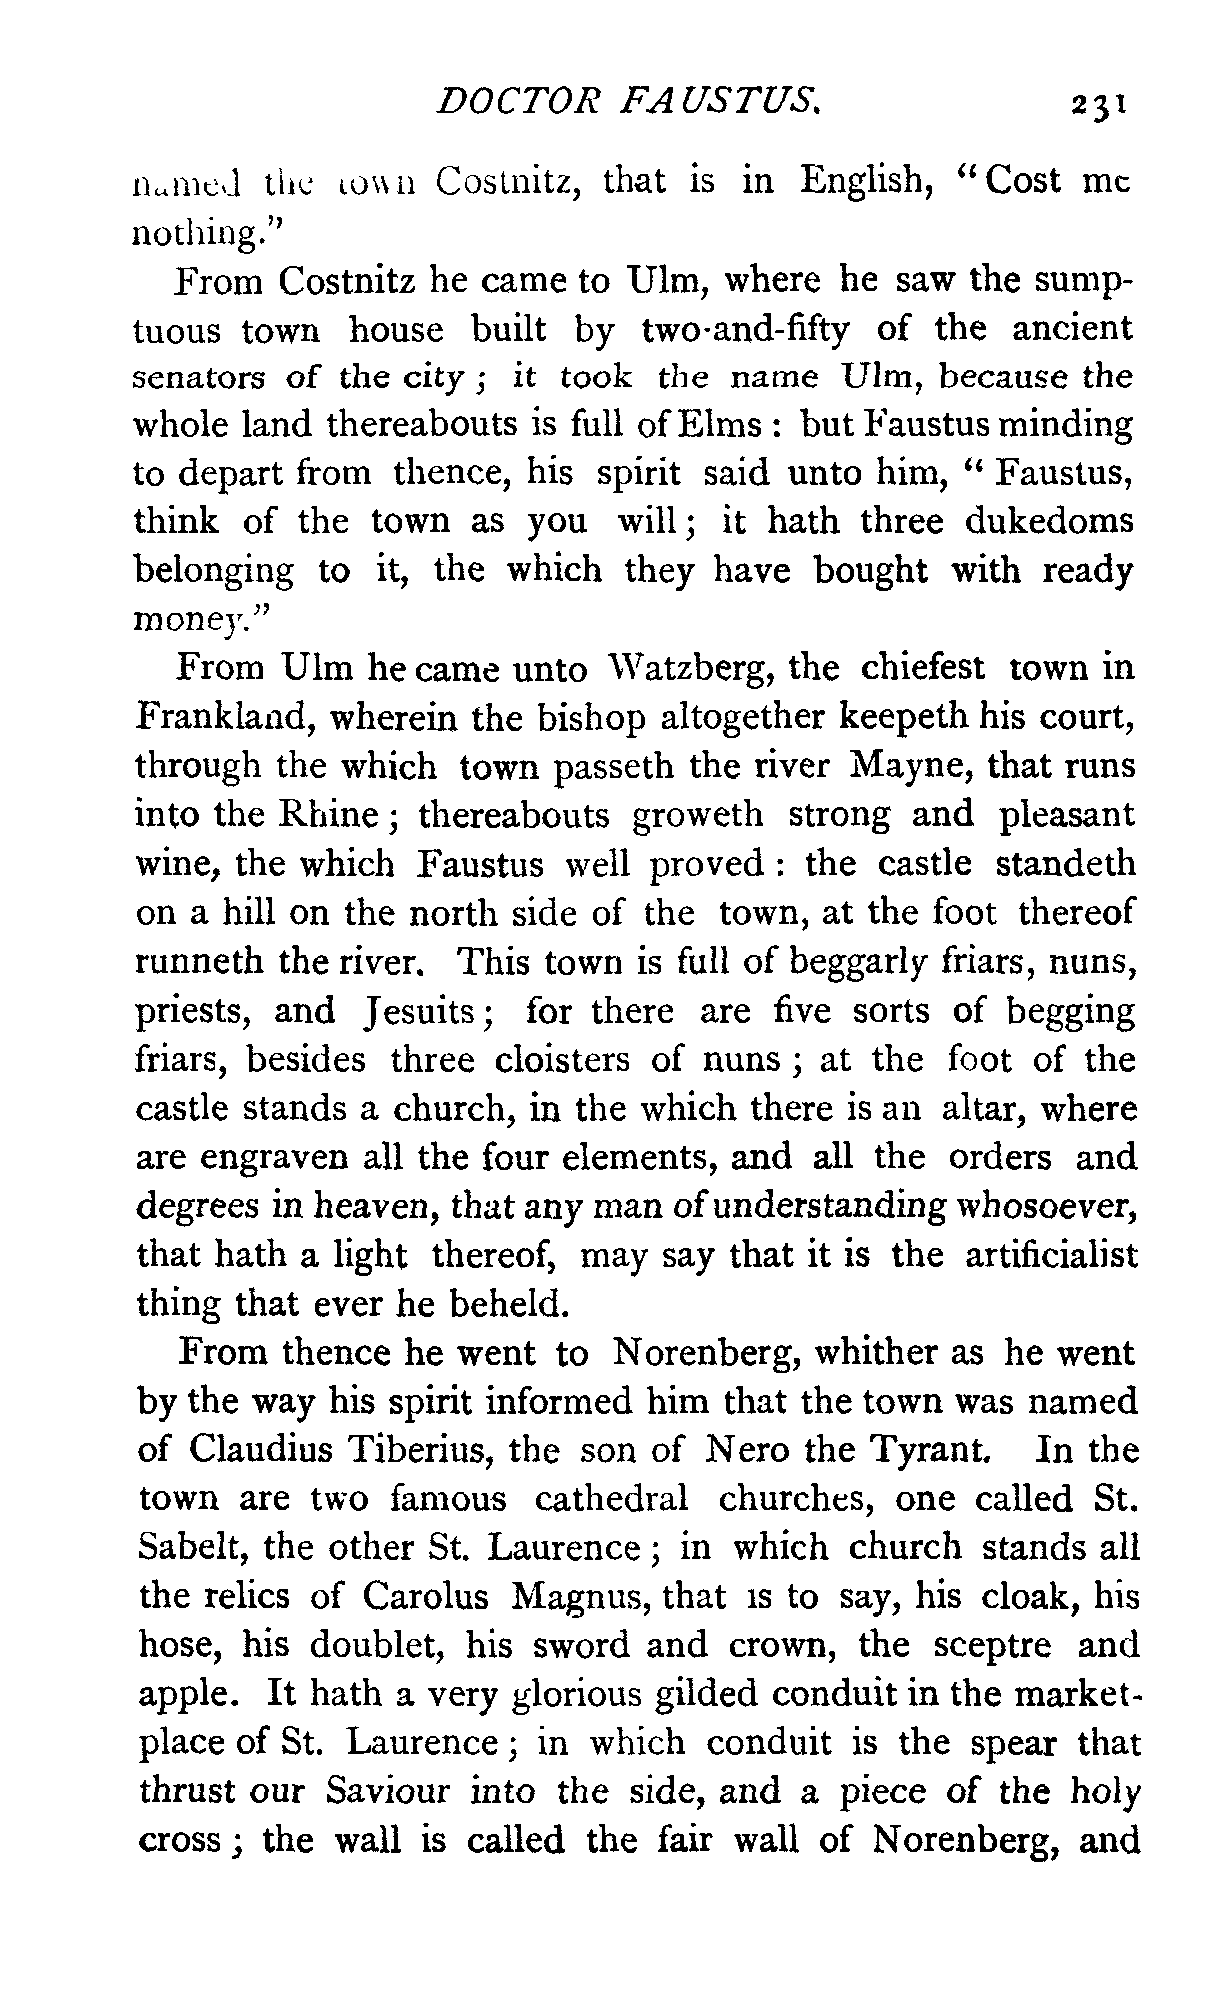 DOCTOR FAUSTUS. 231
named the town Costnitz, that is in English, “Cost me
nothing.”
From Costnitz he came to Ulm, where he saw the sump-
tuous town house built by two-and-fifty of the ancient
senators of the city; it took the name Ulm, because the
whole land thereabouts is full of Elms: but Faustus minding
to depart from thence, his spirit said unto him, “Faustus,
think of the town as you will; it hath three dukedoms
belonging to it, the which they have bought with ready
money.”
From Ulm he came unto Watzberg, the chiefest town in
Frankland, wherein the bishop altogether keepeth his court,
through the which town passeth the river Mayne, that runs
into the Rhine; thereabouts groweth strong and pleasant
wine, the which Faustus well proved: the castle standeth
on a hill on the north side of the town, at the foot thereof
runneth the river. This town is full of beggarly friars, nuns,
priests, and Jesuits; for there are five sorts of begging
friars, besides three cloisters of nuns; at the foot of the
castle stands a church, in the which there is an altar, where
are engraven all the four elements, and all the orders and
degrees in heaven, that any man of understanding whosoever,
that hath a light thereof, may say that it is the artificialist
thing that ever he beheld.
From thence he went to Norenberg, whither as he went
by the way his spirit informed him that the town was named
of Claudius Tiberius, the son of Nero the Tyrant. In the
town are two famous cathedral churches, one called St.
Sabelt, the other St. Laurence; in which church stands all
the relics of Carolus Magnus, that is to say, his cloak, his
hose, his doublet, his sword and crown, the sceptre and
apple. It hath a very glorious gilded conduit in the market-
place of St. Laurence; in which conduit is the spear that
thrust our Saviour into the side, and a piece of the holy
cross; the wall is called the fair wall of Norenberg, and